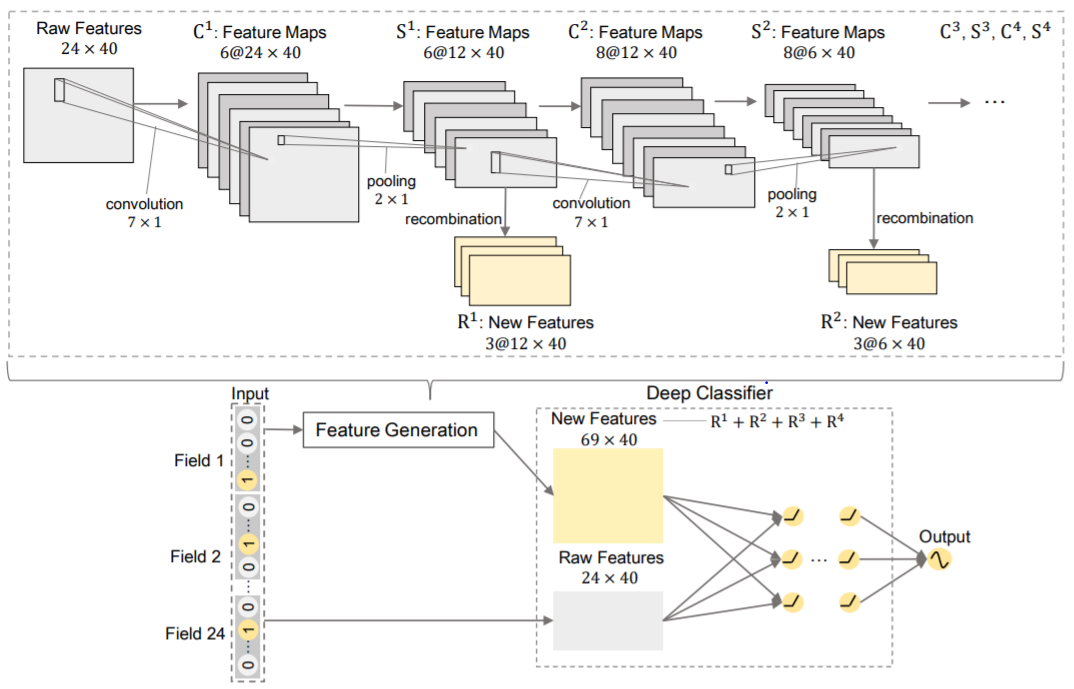 Raw Features
24 × 40
C¹: Feature Maps
6@24 × 40
S¹: Feature Maps
6@12 × 40
C²: Feature Maps
8@12 × 40
S²: Feature Maps
8@6 × 40
C³, S³, C⁴, S⁴
...
convolution
7 × 1
pooling
2 × 1
recombination
convolution
7 × 1
pooling
2 × 1
recombination
R¹: New Features
3@12 × 40
R²: New Features
3@6 × 40
Input
Deep Classifier
Feature Generation
New Features
69 × 40
R¹ + R² + R³ + R⁴
Field 1
0
0
...
1
Field 2
0
...
1
0
...
Field 24
0
1
...
0
Raw Features
24 × 40
...
Output